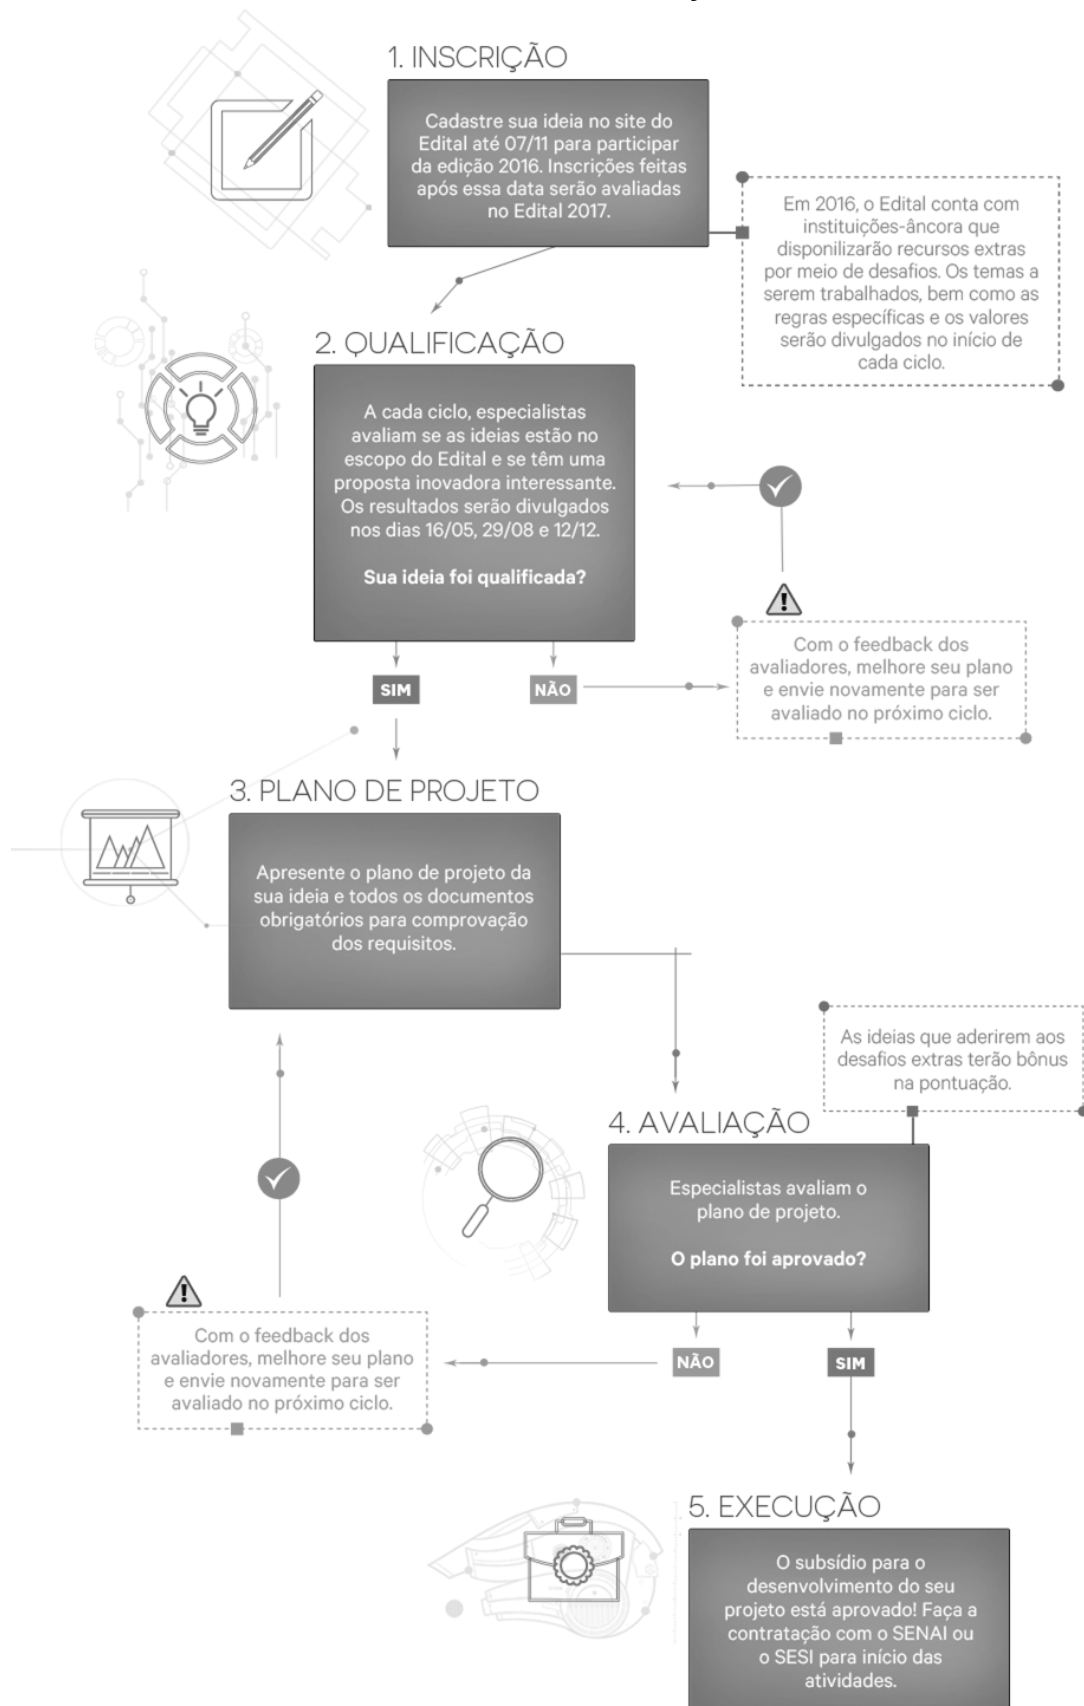 1. INSCRIÇÃO
Cadastre sua ideia no site do
Edital até 07/11 para participar
da edição 2016. Inscrições feitas
após essa data serão avaliadas
no Edital 2017.
Em 2016, o Edital conta com
instituições-âncora que
disponilizarão recursos extras
por meio de desafios. Os temas a
serem trabalhados, bem como as
regras específicas e os valores
serão divulgados no início de
cada ciclo.
2. QUALIFICAÇÃO
A cada ciclo, especialistas
avaliam se as ideias estão no
escopo do Edital e se têm uma
proposta inovadora interessante.
Os resultados serão divulgados
nos dias 16/05, 29/08 e 12/12.
Sua ideia foi qualificada?
SIM
NÃO
Com o feedback dos
avaliadores, melhore seu plano
e envie novamente para ser
avaliado no próximo ciclo.
3. PLANO DE PROJETO
Apresente o plano de projeto da
sua ideia e todos os documentos
obrigatórios para comprovação
dos requisitos.
As ideias que aderirem aos
desafios extras terão bônus
na pontuação.
4. AVALIAÇÃO
Especialistas avaliam o
plano de projeto.
O plano foi aprovado?
NÃO
SIM
Com o feedback dos
avaliadores, melhore seu plano
e envie novamente para ser
avaliado no próximo ciclo.
5. EXECUÇÃO
O subsídio para o
desenvolvimento do seu
projeto está aprovado! Faça a
contratação com o SENAI ou
o SESI para início das
atividades.